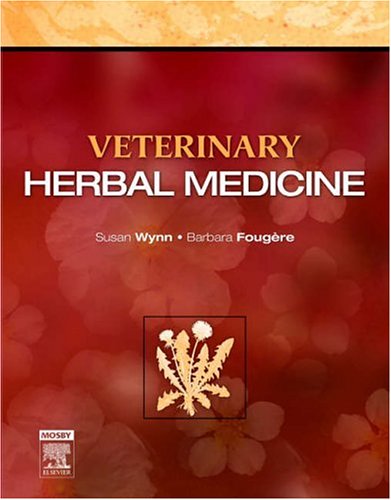 VETERINARY
HERBAL MEDICINE
Susan Wynn • Barbara Fougère
MOSBY
ELSEVIER